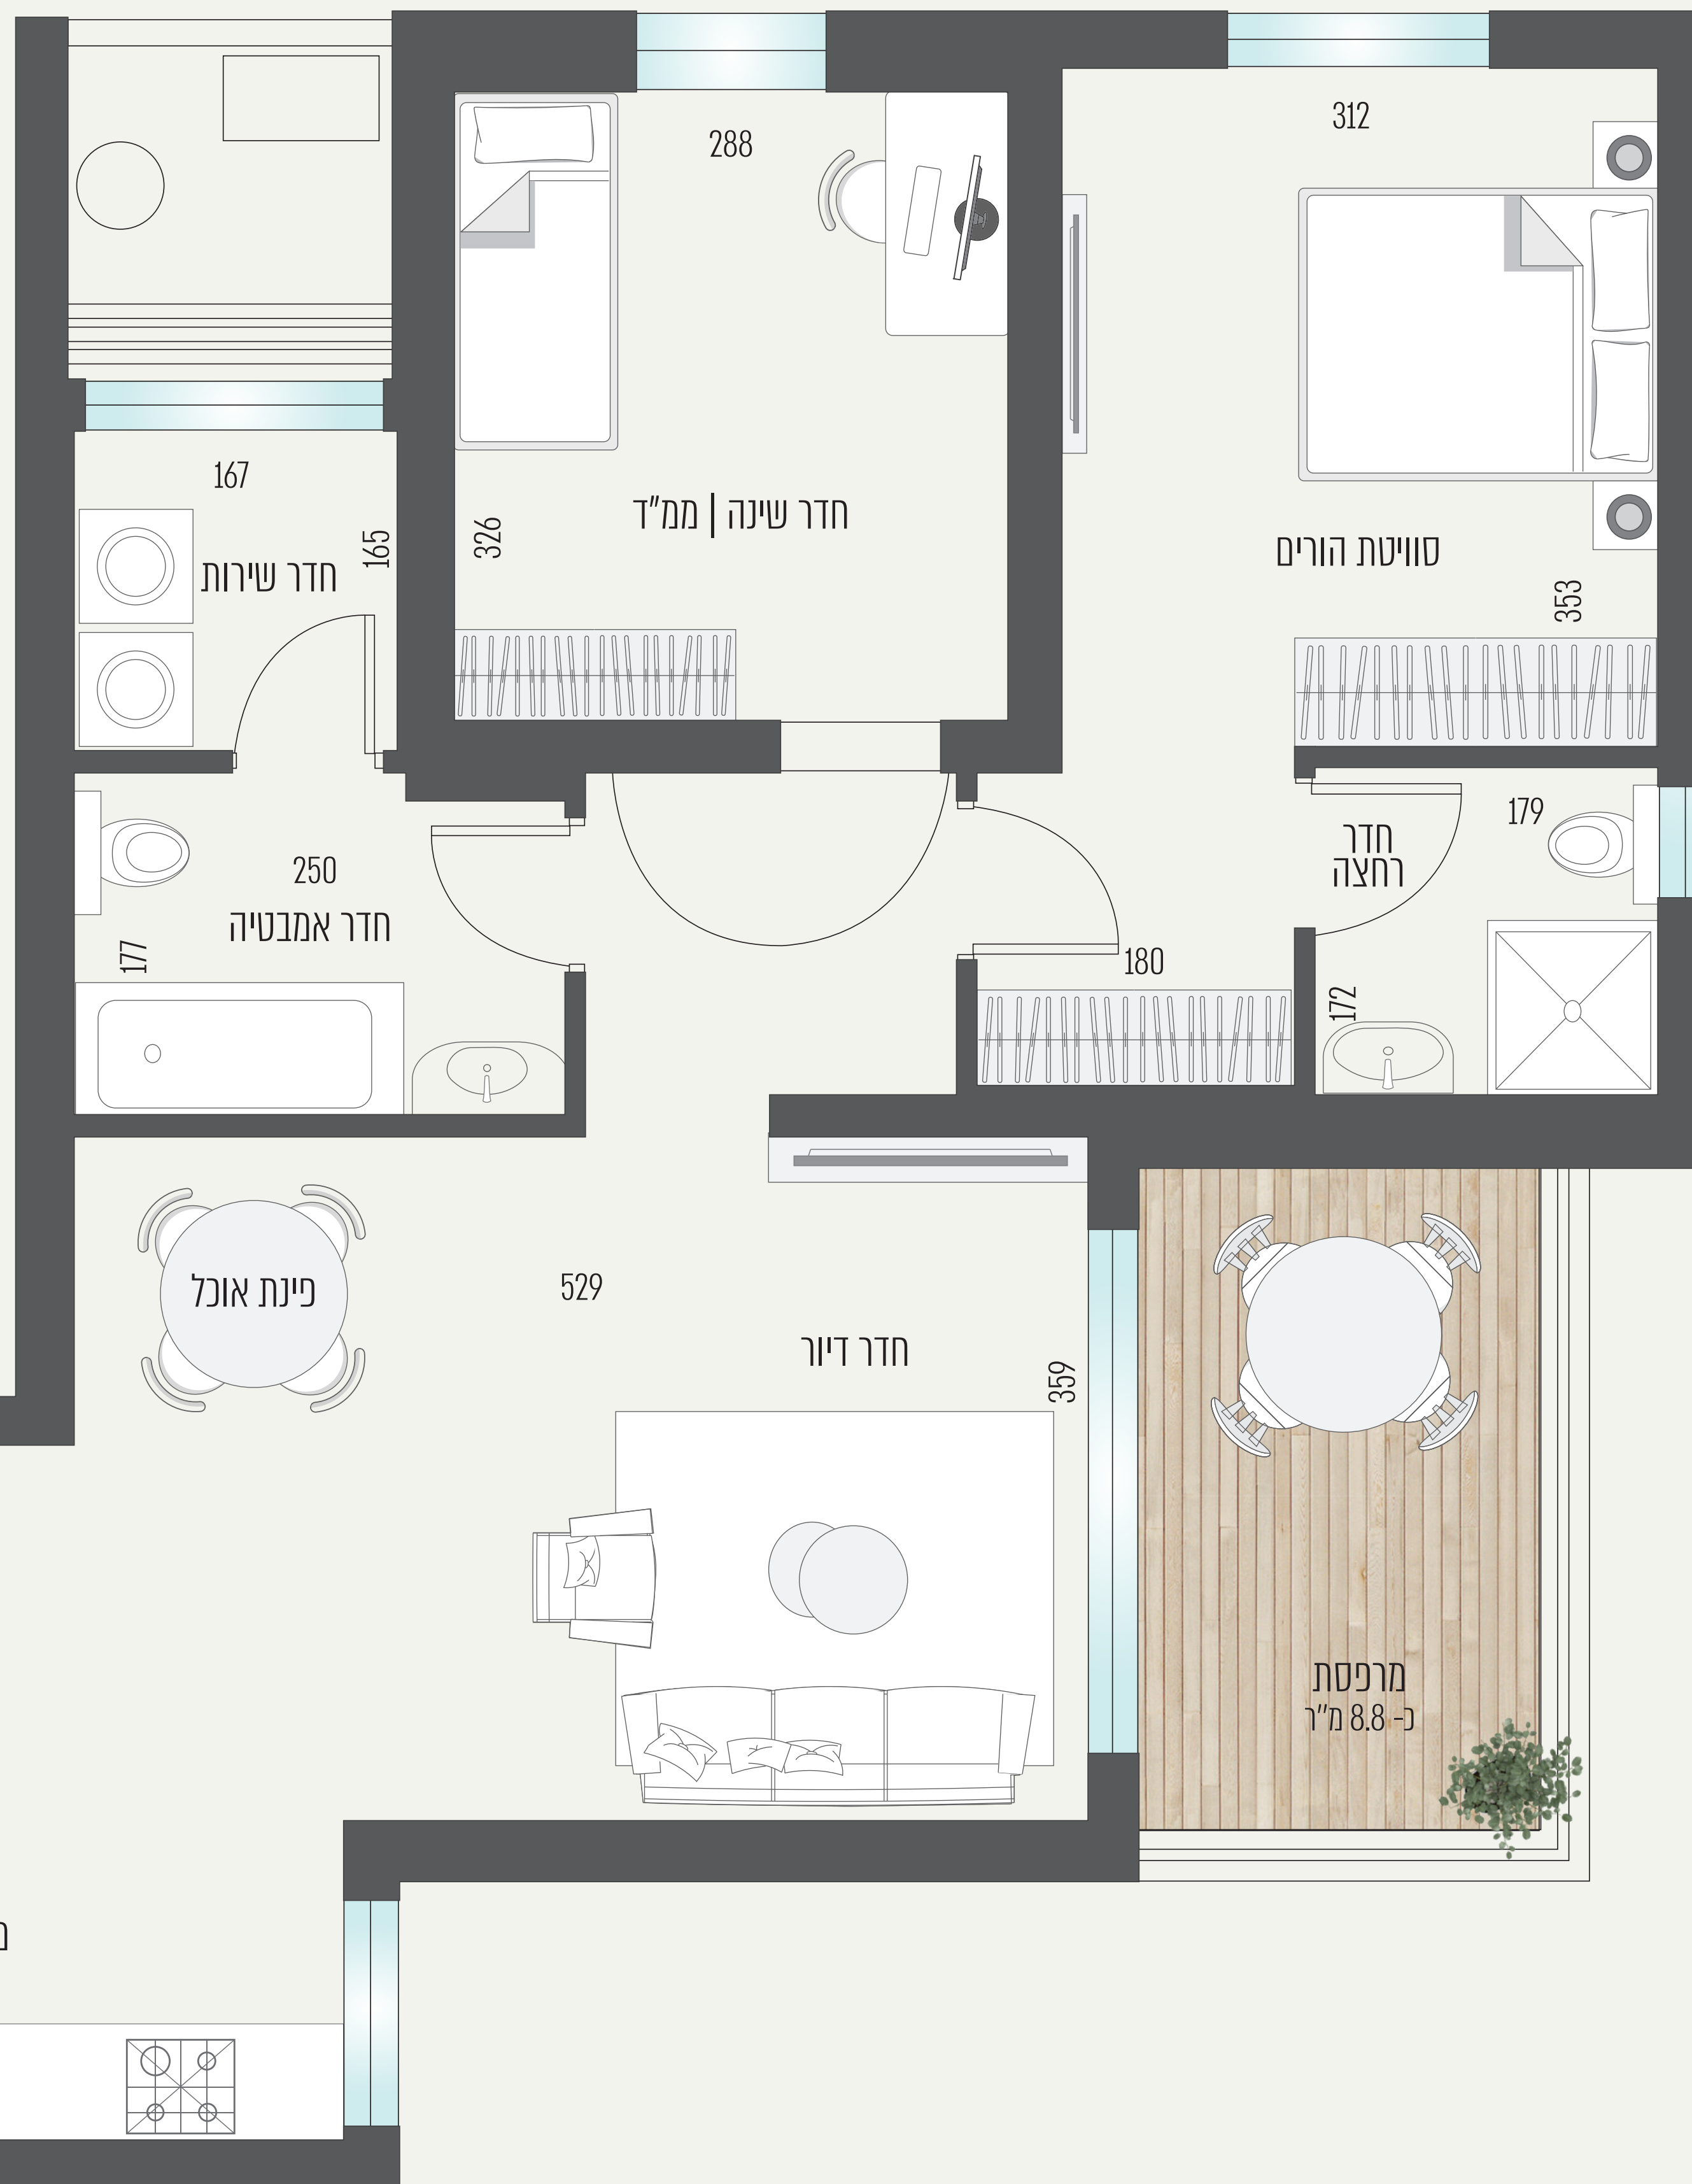 312
288
167
חדר שינה | ממ"ד
326
165
סוויטת הורים
חדר שירות
353
179
חדר
רחצה
250
חדר אמבטיה
177
180
172
פינת אוכל
529
חדר דיור
359
מרפסת
כ- 8.8 מ"ר